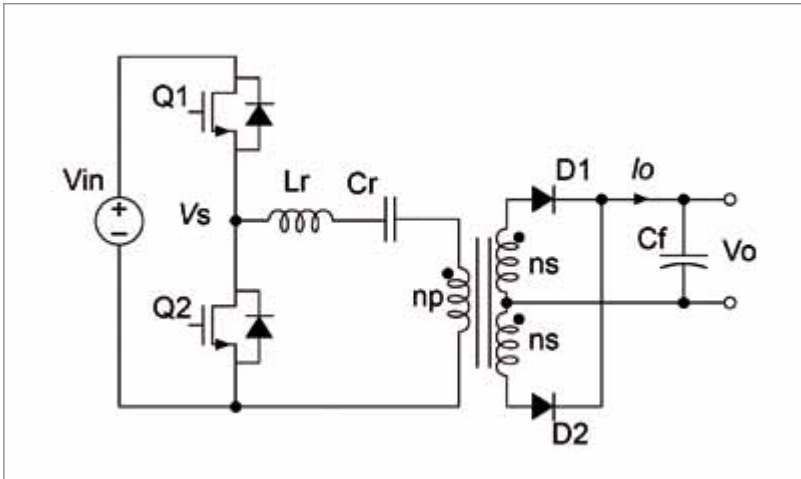 Q1
D1
Io
Lr
Cr
Vin
+
−
Vs
Cf
Vo
ns
np
Q2
ns
D2